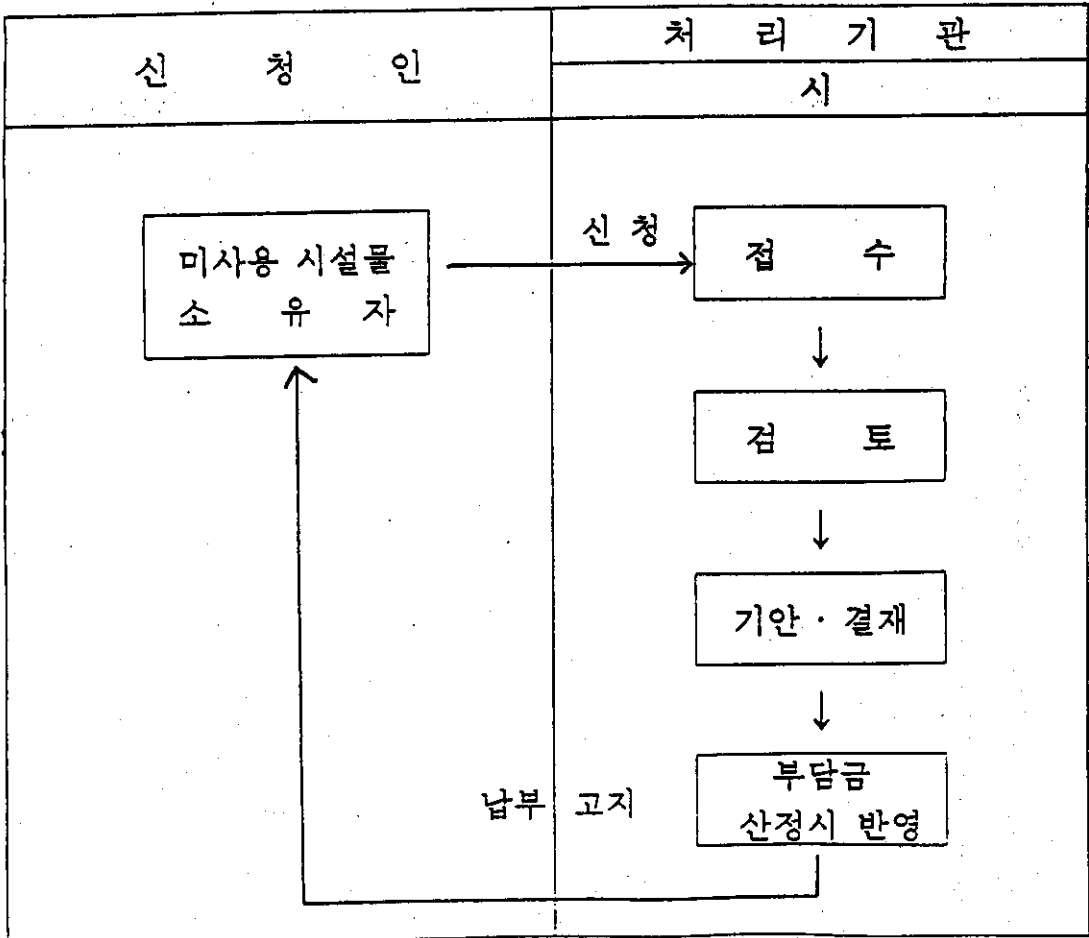 신 청 인
처 리 기 관
시
미사용 시설물
소 유 자
신 청
접 수
검 토
기안 · 결재
부담금
산정시 반영
납부 고지